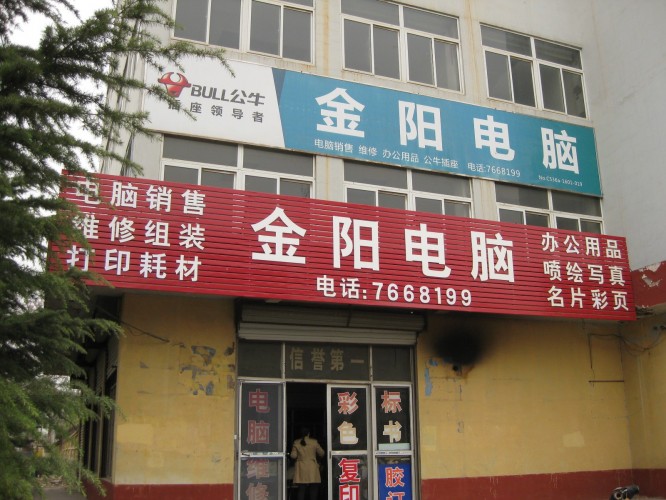 BULL公牛
插座领导者
金阳电脑
电脑销售 维修 办公用品 公牛插座 电话:7668199
电脑销售
维修组装
打印耗材
金阳电脑
电话:7668199
办公用品
喷绘写真
名片彩页
信誉第一
电脑
维修
彩色
复印
标书
胶订